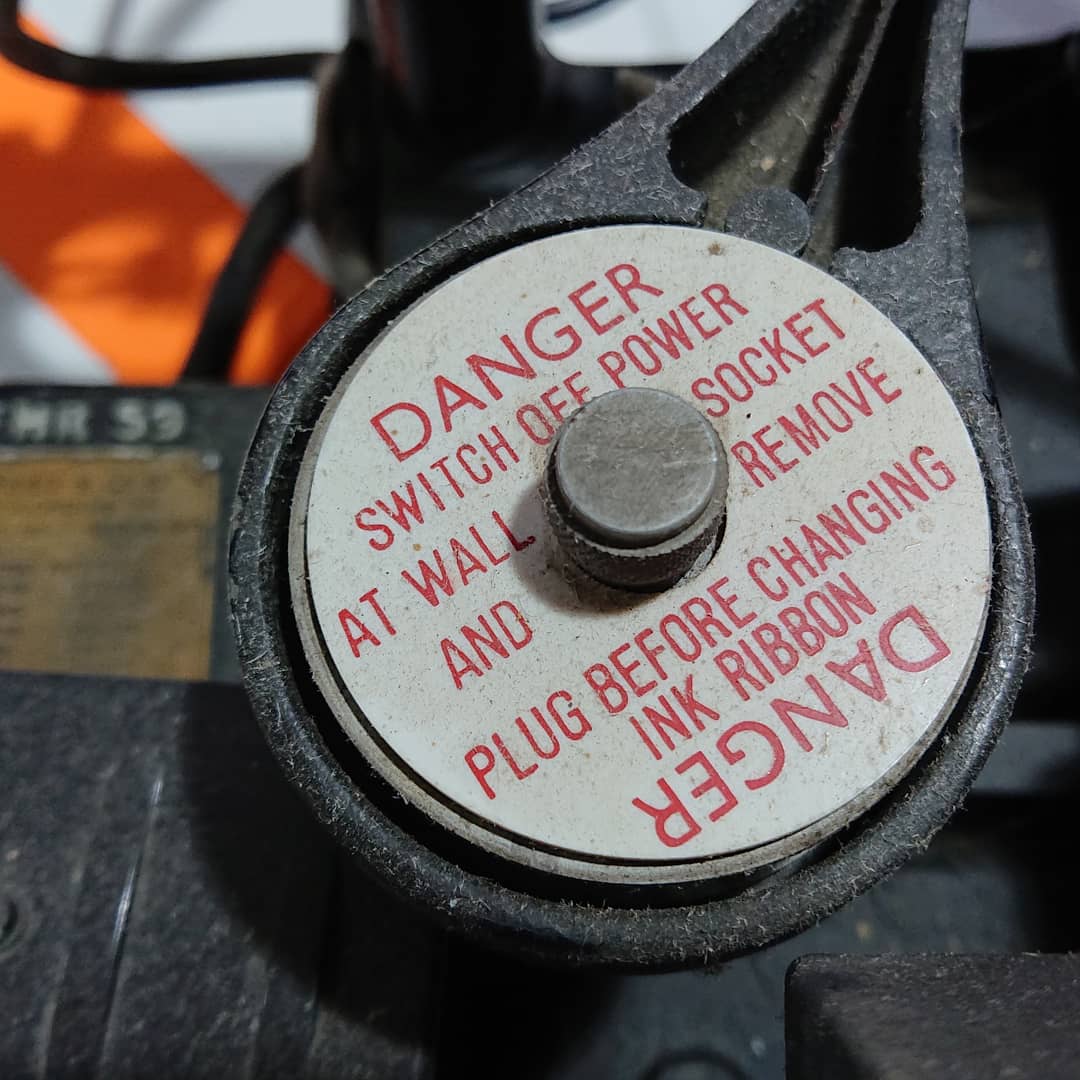 DANGER
SWITCH OFF POWER
AT WALL SOCKET
AND REMOVE
PLUG BEFORE CHANGING
INK RIBBON
DANGER